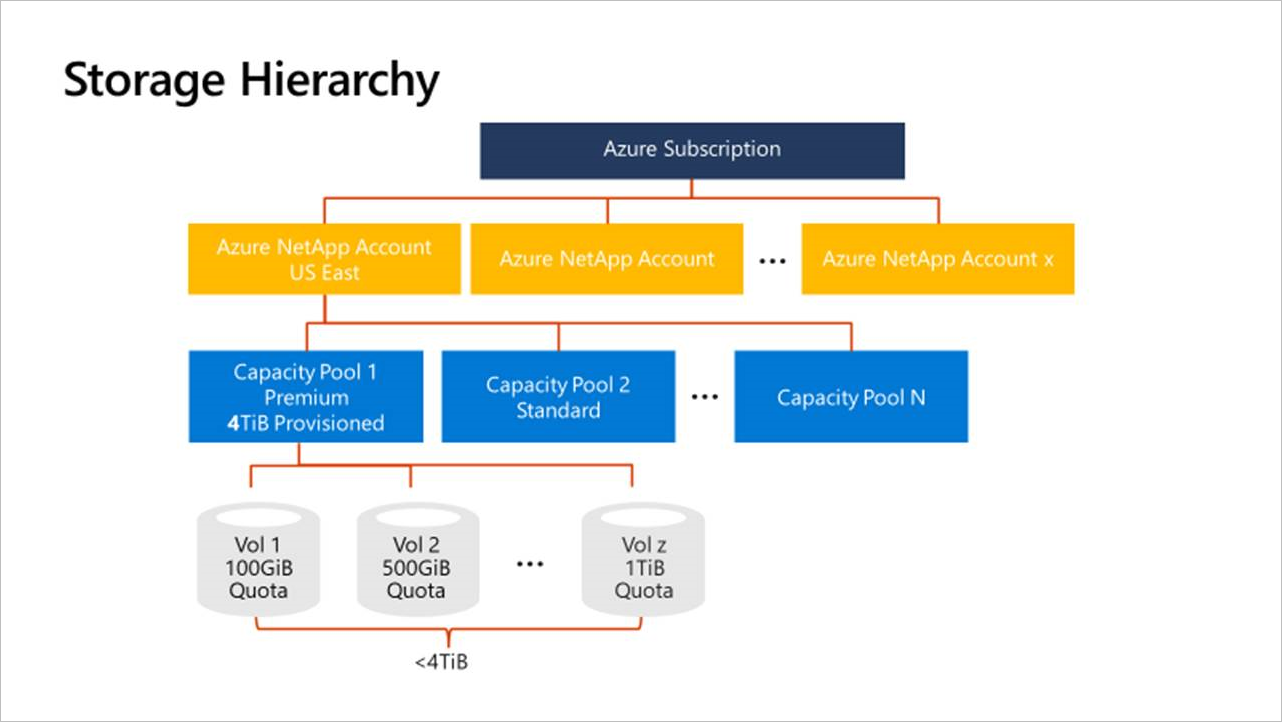 Storage Hierarchy
Azure Subscription
Azure NetApp Account
US East
Azure NetApp Account
...
Azure NetApp Account x
Capacity Pool 1
Premium
4TiB Provisioned
Capacity Pool 2
Standard
...
Capacity Pool N
Vol 1
100GiB
Quota
Vol 2
500GiB
Quota
...
Vol z
1TiB
Quota
<4TiB